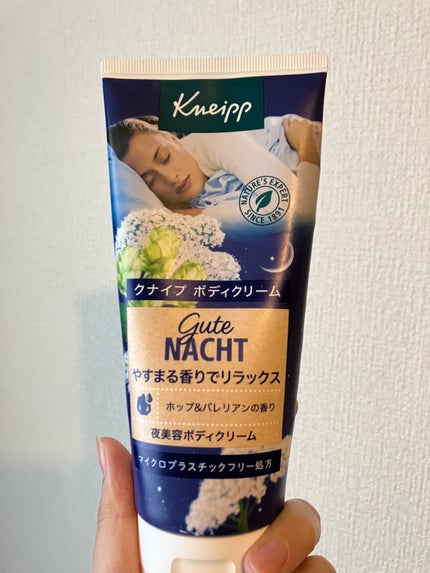 Kneipp
NATURE'S EXPERT
SINCE 1891
クナイプ ボディクリーム
Gute
NACHT
やすまる香りでリラックス
ホップ&バレリアンの香り
夜美容ボディクリーム
マイクロプラスチックフリー処方